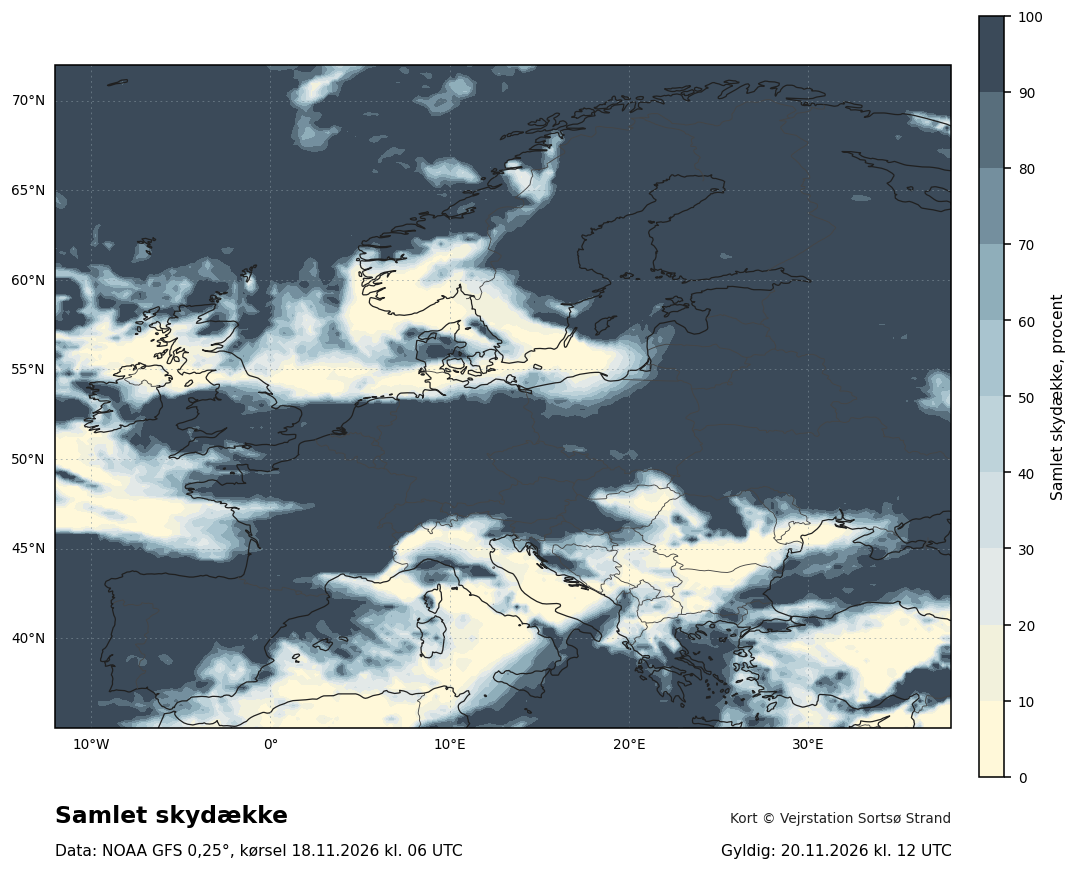 100
90
80
70
60
50
40
30
20
10
0
Samlet skydække, procent
70°N
65°N
60°N
55°N
50°N
45°N
40°N
10°W
0°
10°E
20°E
30°E
Samlet skydække
Kort © Vejrstation Sortsø Strand
Data: NOAA GFS 0,25°, kørsel 18.11.2026 kl. 06 UTC
Gyldig: 20.11.2026 kl. 12 UTC